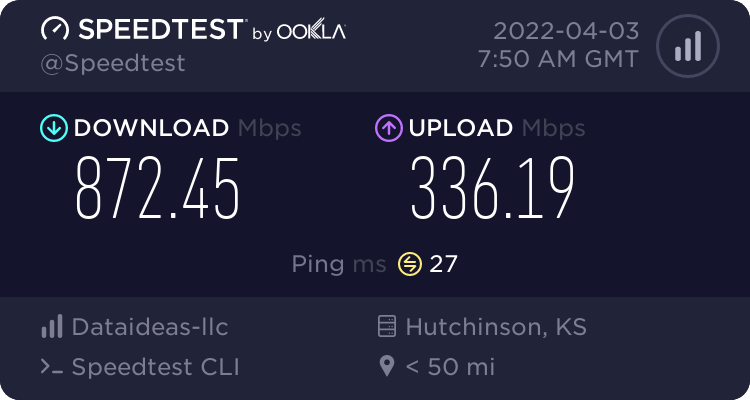 SPEEDTEST by OOKLA
@Speedtest
2022-04-03
7:50 AM GMT
DOWNLOAD Mbps
872.45
UPLOAD Mbps
336.19
Ping ms 27
Dataideas-llc
Hutchinson, KS
Speedtest CLI
< 50 mi